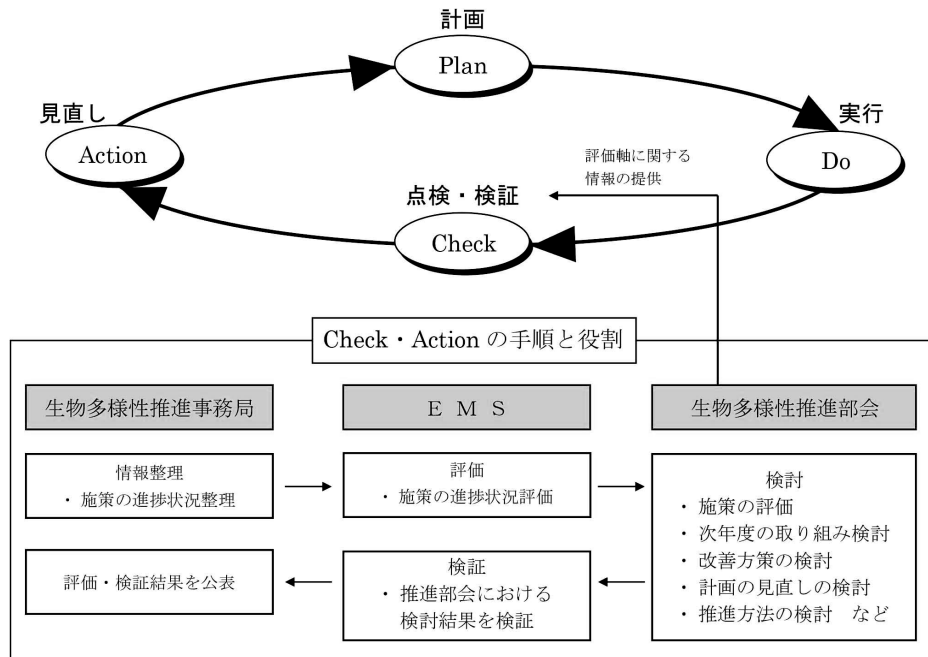 計画
Plan
見直し
Action
実行
Do
評価軸に関する
情報の提供
点検・検証
Check
Check・Action の手順と役割
生物多様性推進事務局
ＥＭＳ
生物多様性推進部会
情報整理
・ 施策の進捗状況整理
評価
・ 施策の進捗状況評価
検討
・ 施策の評価
・ 次年度の取り組み検討
・ 改善方策の検討
・ 計画の見直しの検討
・ 推進方法の検討　など
評価・検証結果を公表
検証
・ 推進部会における
検討結果を検証